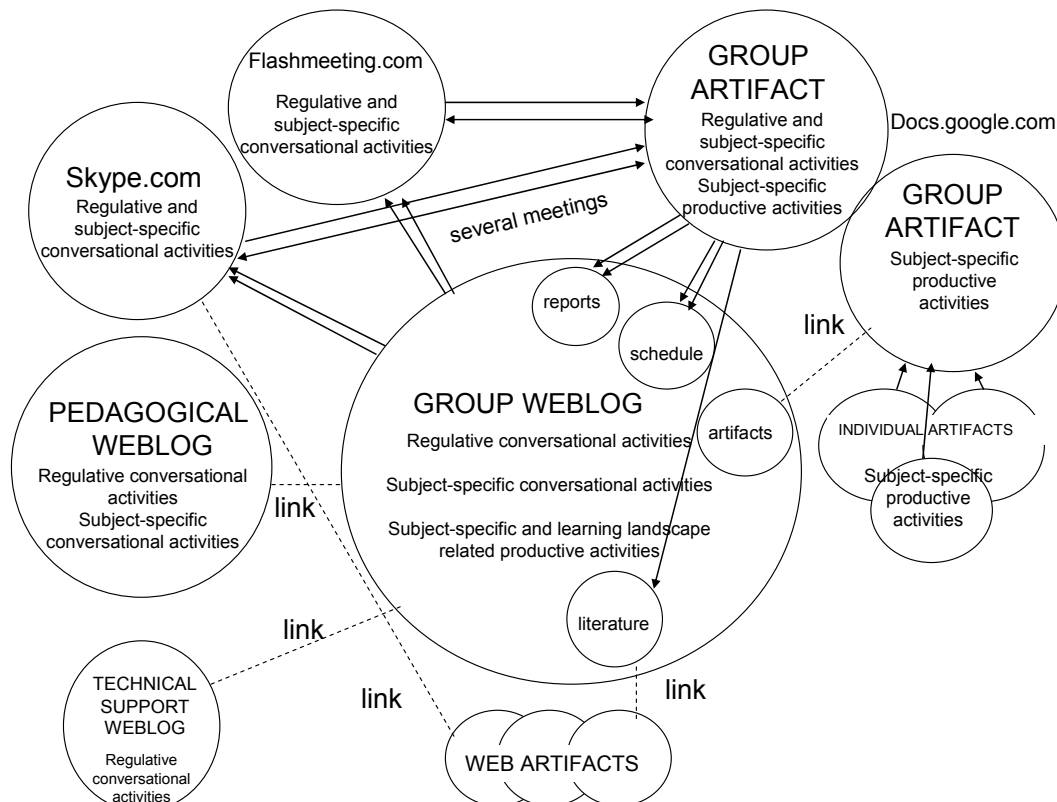 Flashmeeting.com
Regulative and
subject-specific
conversational activities
GROUP
ARTIFACT
Regulative and
subject-specific
conversational activities
Subject-specific
productive activities
Docs.google.com
Skype.com
Regulative and
subject-specific
conversational activities
several meetings
GROUP
ARTIFACT
Subject-specific
productive
activities
reports
schedule
link
artifacts
INDIVIDUAL ARTIFACTS
Subject-specific
productive
activities
PEDAGOGICAL
WEBLOG
Regulative conversational
activities
Subject-specific
conversational activities
link
GROUP WEBLOG
Regulative conversational activities
Subject-specific conversational activities
Subject-specific and learning landscape
related productive activities
literature
link
TECHNICAL
SUPPORT
WEBLOG
Regulative
conversational
activities
link
link
WEB ARTIFACTS